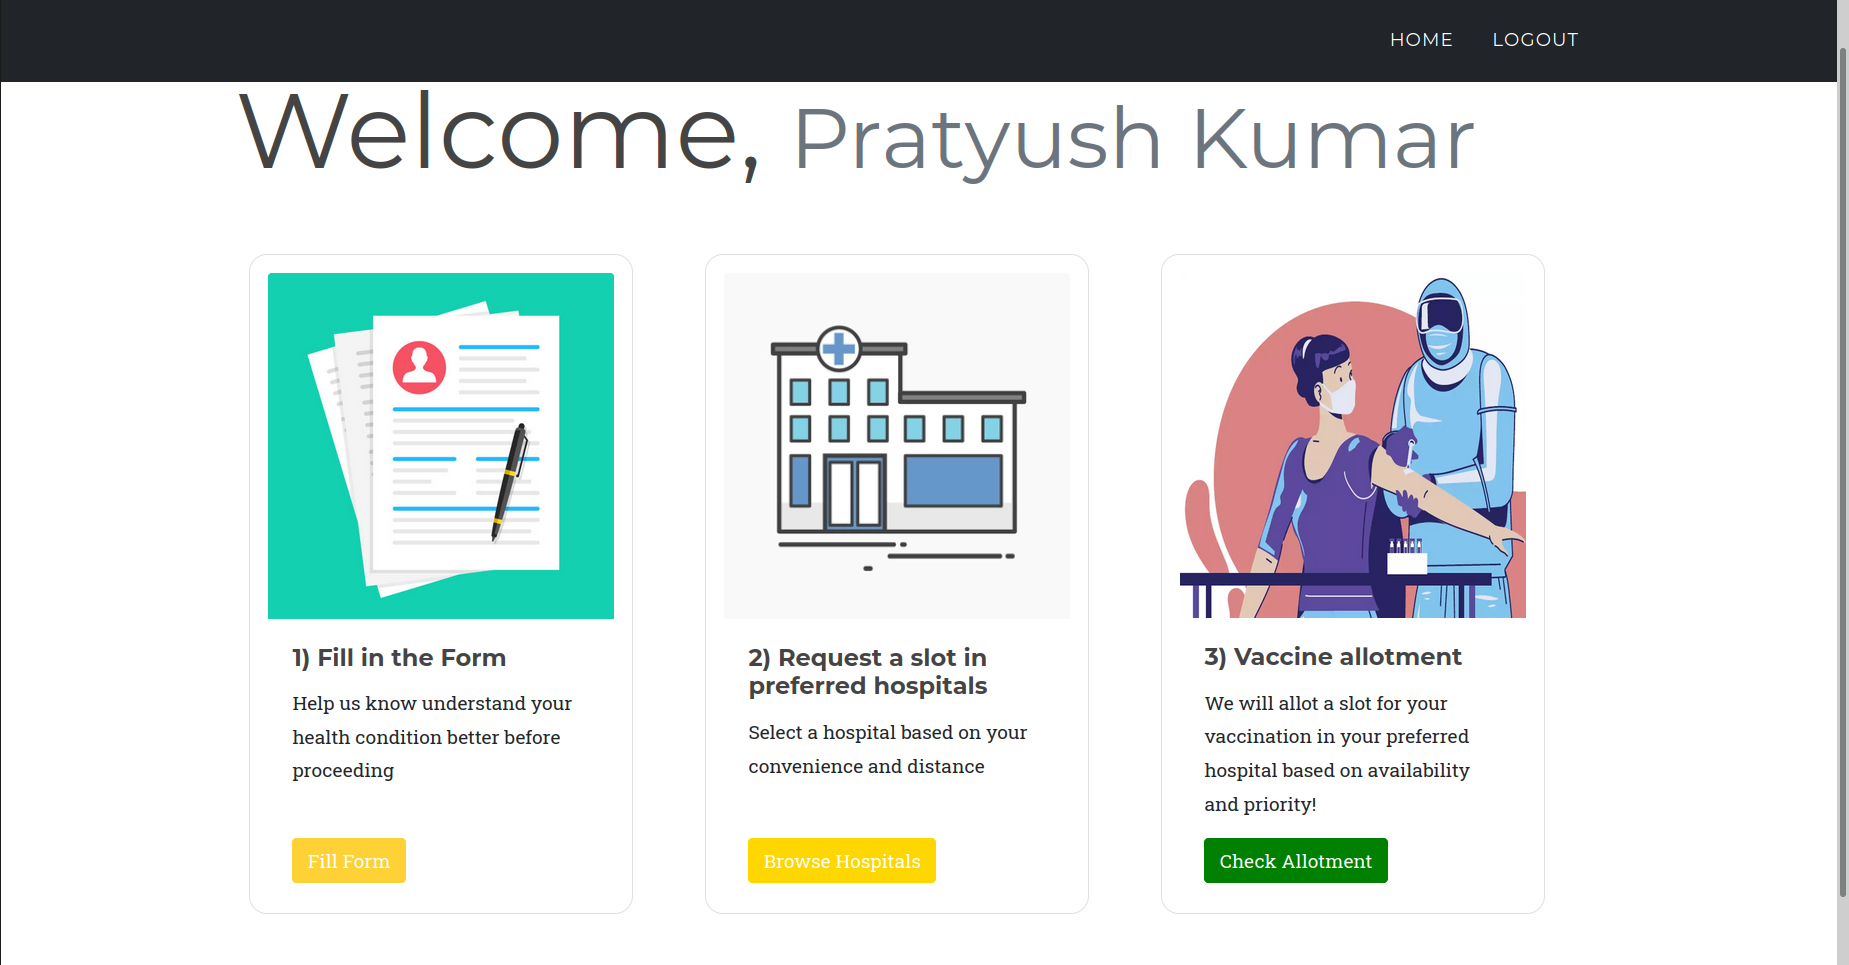 HOME LOGOUT
Welcome, Pratyush Kumar
1) Fill in the Form
Help us know understand your
health condition better before
proceeding
Fill Form
2) Request a slot in
preferred hospitals
Select a hospital based on your
convenience and distance
Browse Hospitals
3) Vaccine allotment
We will allot a slot for your
vaccination in your preferred
hospital based on availability
and priority!
Check Allotment